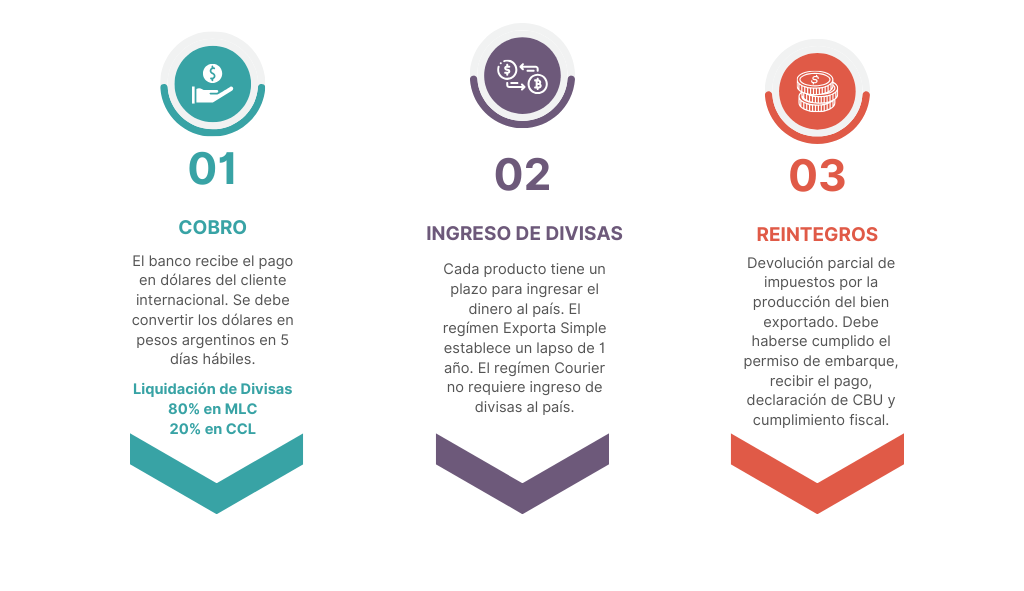 01
COBRO
El banco recibe el pago
en dólares del cliente
internacional. Se debe
convertir los dólares en
pesos argentinos en 5
días hábiles.
Liquidación de Divisas
80% en MLC
20% en CCL
02
INGRESO DE DIVISAS
Cada producto tiene un
plazo para ingresar el
dinero al país. El
regímen Exporta Simple
establece un lapso de 1
año. El regímen Courier
no requiere ingreso de
divisas al país.
03
REINTEGROS
Devolución parcial de
impuestos por la
producción del bien
exportado. Debe
haberse cumplido el
permiso de embarque,
recibir el pago,
declaración de CBU y
cumplimiento fiscal.